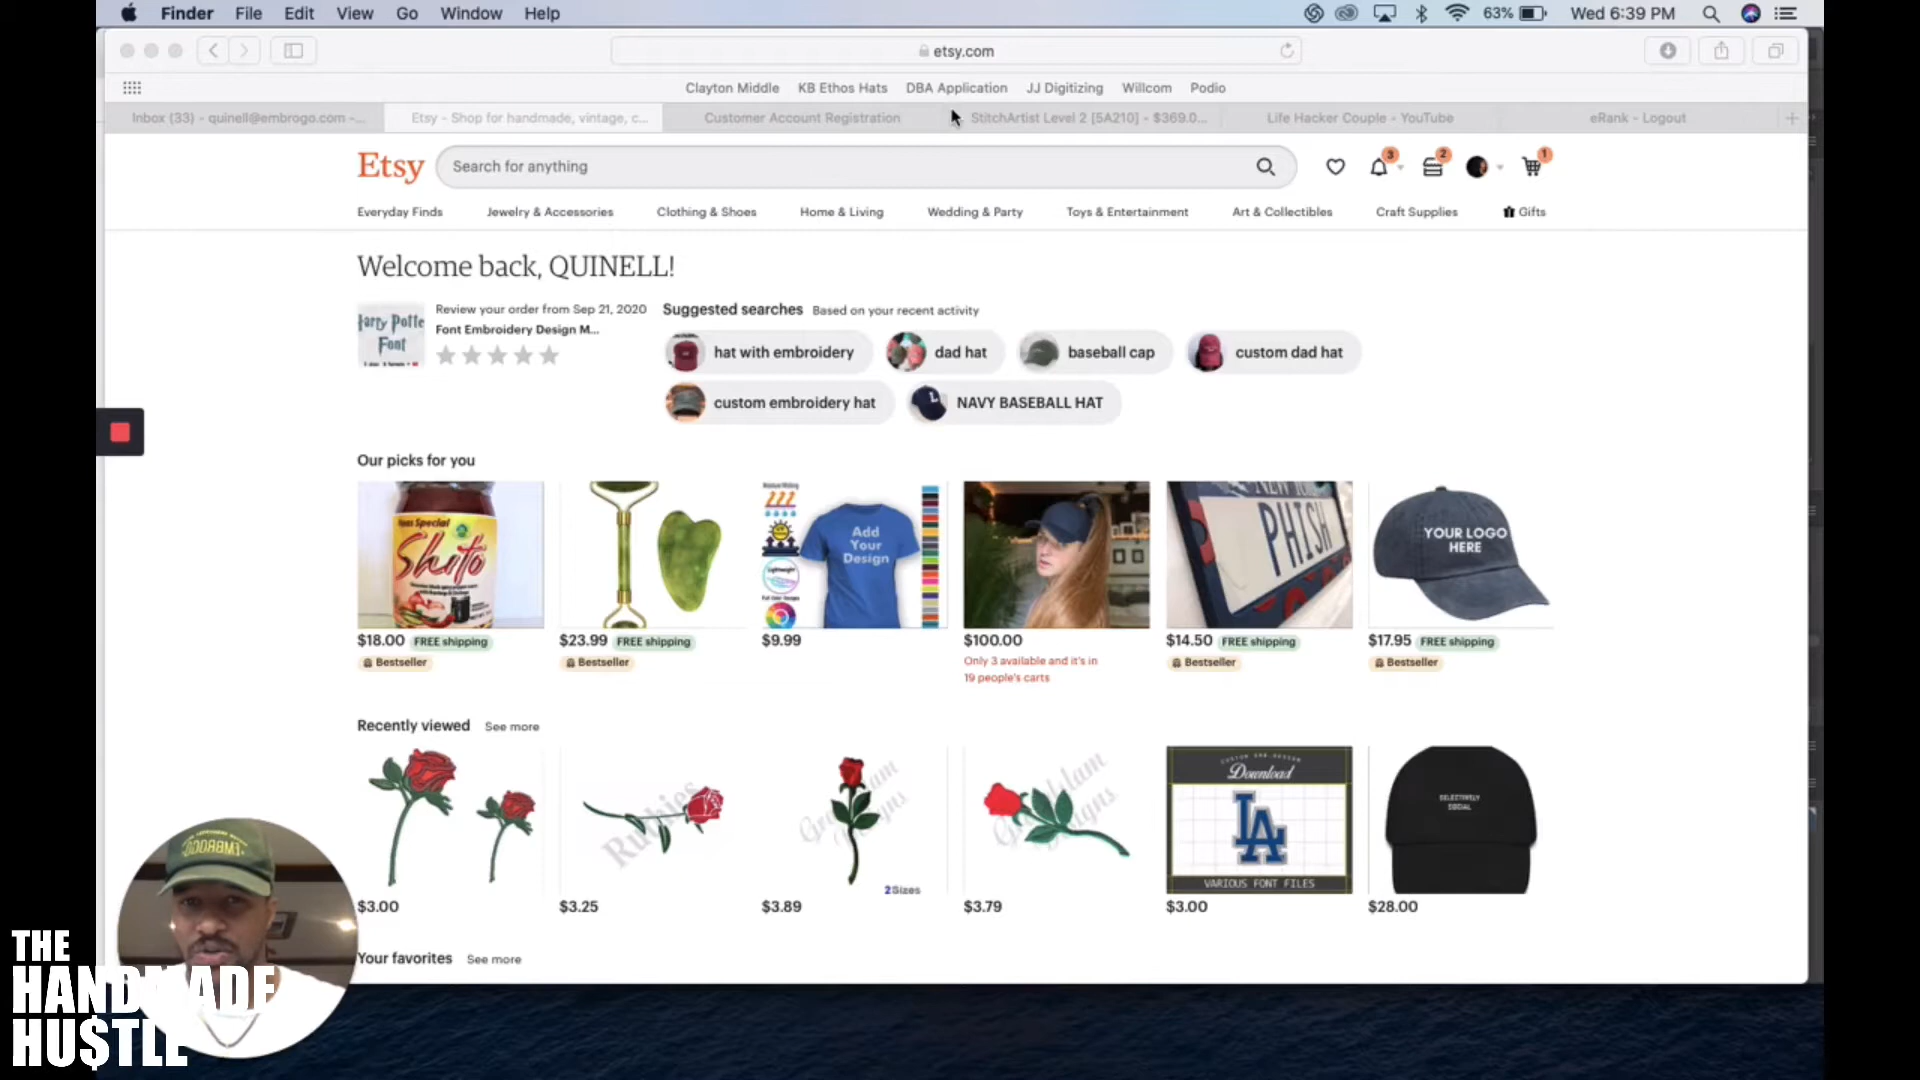 Finder File Edit View Go Window Help 63% Wed 6:39 PM
etsy.com
Clayton Middle KB Ethos Hats DBA Application JJ Digitizing Willcom Podio
Inbox (33) - quinell@embrogo.com -... Etsy - Shop for handmade, vintage, c... Customer Account Registration StitchArtist Level 2 [SA210] - $369.0... Life Hacker Couple - YouTube eRank - Logout
Etsy Search for anything 3 2 1
Everyday Finds Jewelry & Accessories Clothing & Shoes Home & Living Wedding & Party Toys & Entertainment Art & Collectibles Craft Supplies Gifts
Welcome back, QUINELL!
Review your order from Sep 21, 2020 Suggested searches Based on your recent activity
Font Embroidery Design M...
Harry Potte
Font
hat with embroidery dad hat baseball cap custom dad hat
custom embroidery hat NAVY BASEBALL HAT
L
Our picks for you
Special
Shito
Add
Your
Design
Lightweight
NEW
PHISH
YOUR LOGO
HERE
$18.00 FREE shipping $23.99 FREE shipping $9.99 $100.00 $14.50 FREE shipping $17.95 FREE shipping
Bestseller Bestseller Only 3 available and it's in Bestseller Bestseller
19 people's carts
Recently viewed See more
Download
LA
VARIOUS FONT FILES
SELECTIVELY
SOCIAL
2 Sizes
$3.00 $3.25 $3.89 $3.79 $3.00 $28.00
Your favorites See more
EMBROGO
THE
HANDMADE
HU$TLE